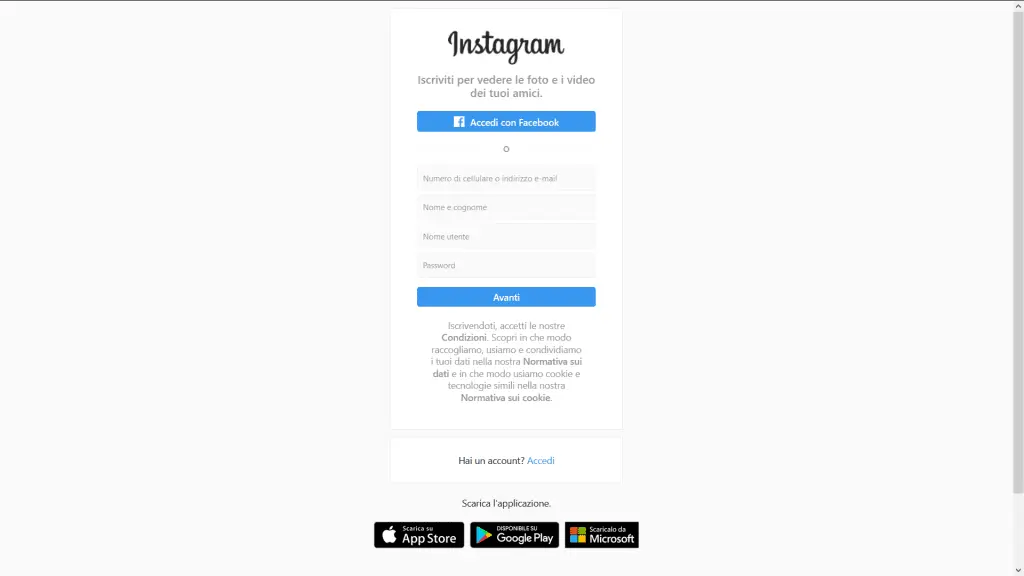 Instagram
Iscriviti per vedere le foto e i video
dei tuoi amici.
Accedi con Facebook
o
Numero di cellulare o indirizzo e-mail
Nome e cognome
Nome utente
Password
Avanti
Iscrivendoti, accetti le nostre
Condizioni. Scopri in che modo
raccogliamo, usiamo e condividiamo
i tuoi dati nella nostra Normativa sui
dati e in che modo usiamo cookie e
tecnologie simili nella nostra
Normativa sui cookie.
Hai un account? Accedi
Scarica l'applicazione.
Scarica su
App Store
DISPONIBILE SU
Google Play
Scaricalo da
Microsoft